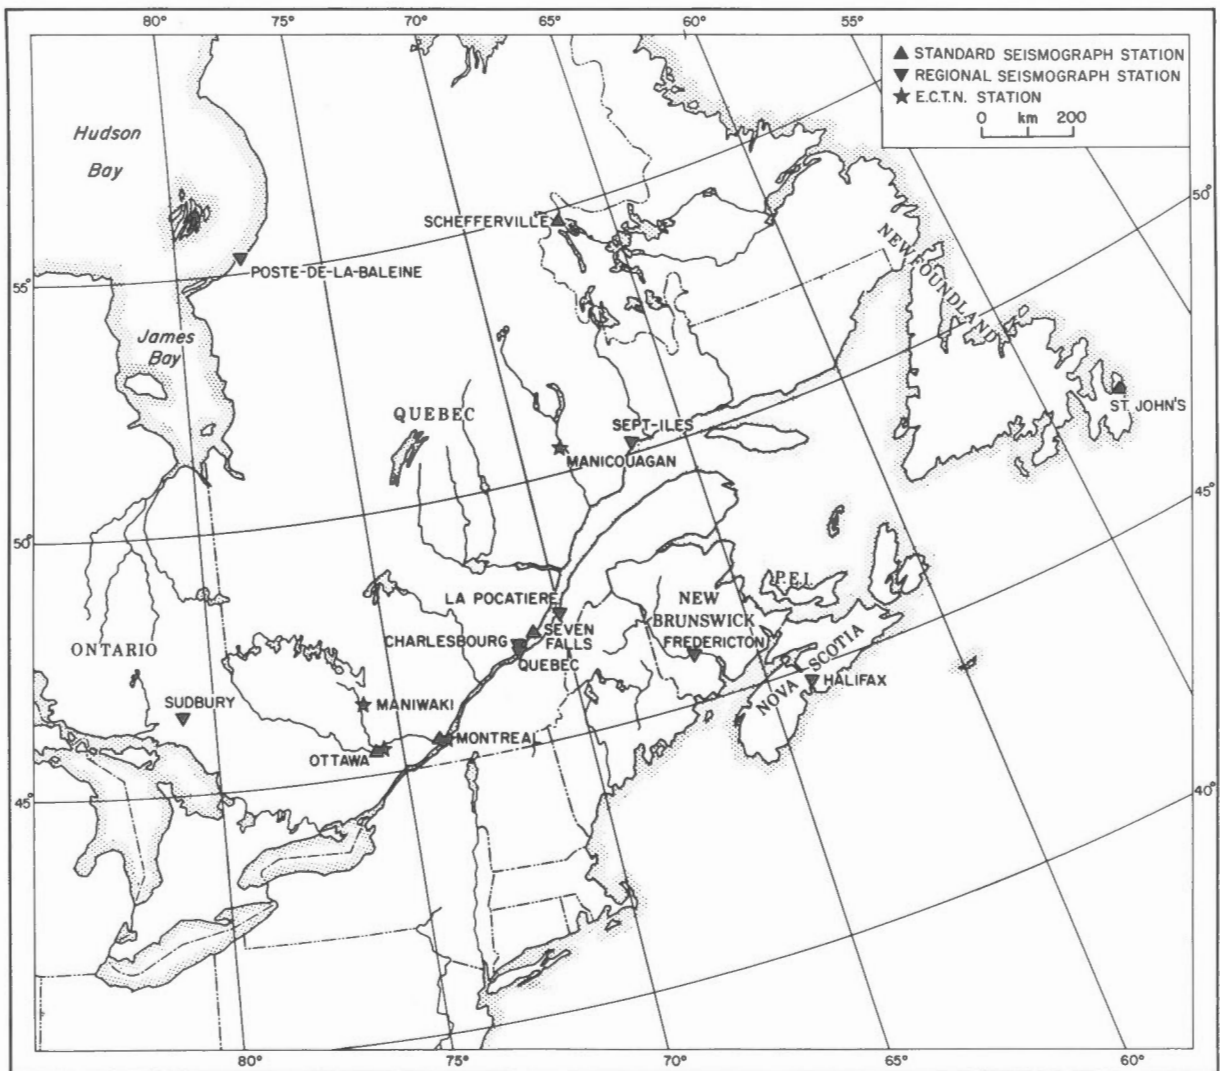 80°
75°
70°
65°
60°
55°
▲ STANDARD SEISMOGRAPH STATION
▼ REGIONAL SEISMOGRAPH STATION
★ E.C.T.N. STATION
0 km 200
Hudson
Bay
50°
SCHEFFERVILLE
NEWFOUNDLAND
POSTE-DE-LA-BALEINE
55°
James
Bay
ST. JOHN'S
QUEBEC
SEPT-ILES
MANICOUAGAN
45°
50°
P.E.I.
LA POCATIERE
NEW
BRUNSWICK
SEVEN
FALLS
CHARLESBOURG
FREDERICTON
ONTARIO
QUEBEC
NOVA SCOTIA
HALIFAX
SUDBURY
MANIWAKI
MONTREAL
OTTAWA
45°
40°
80°
75°
70°
65°
60°